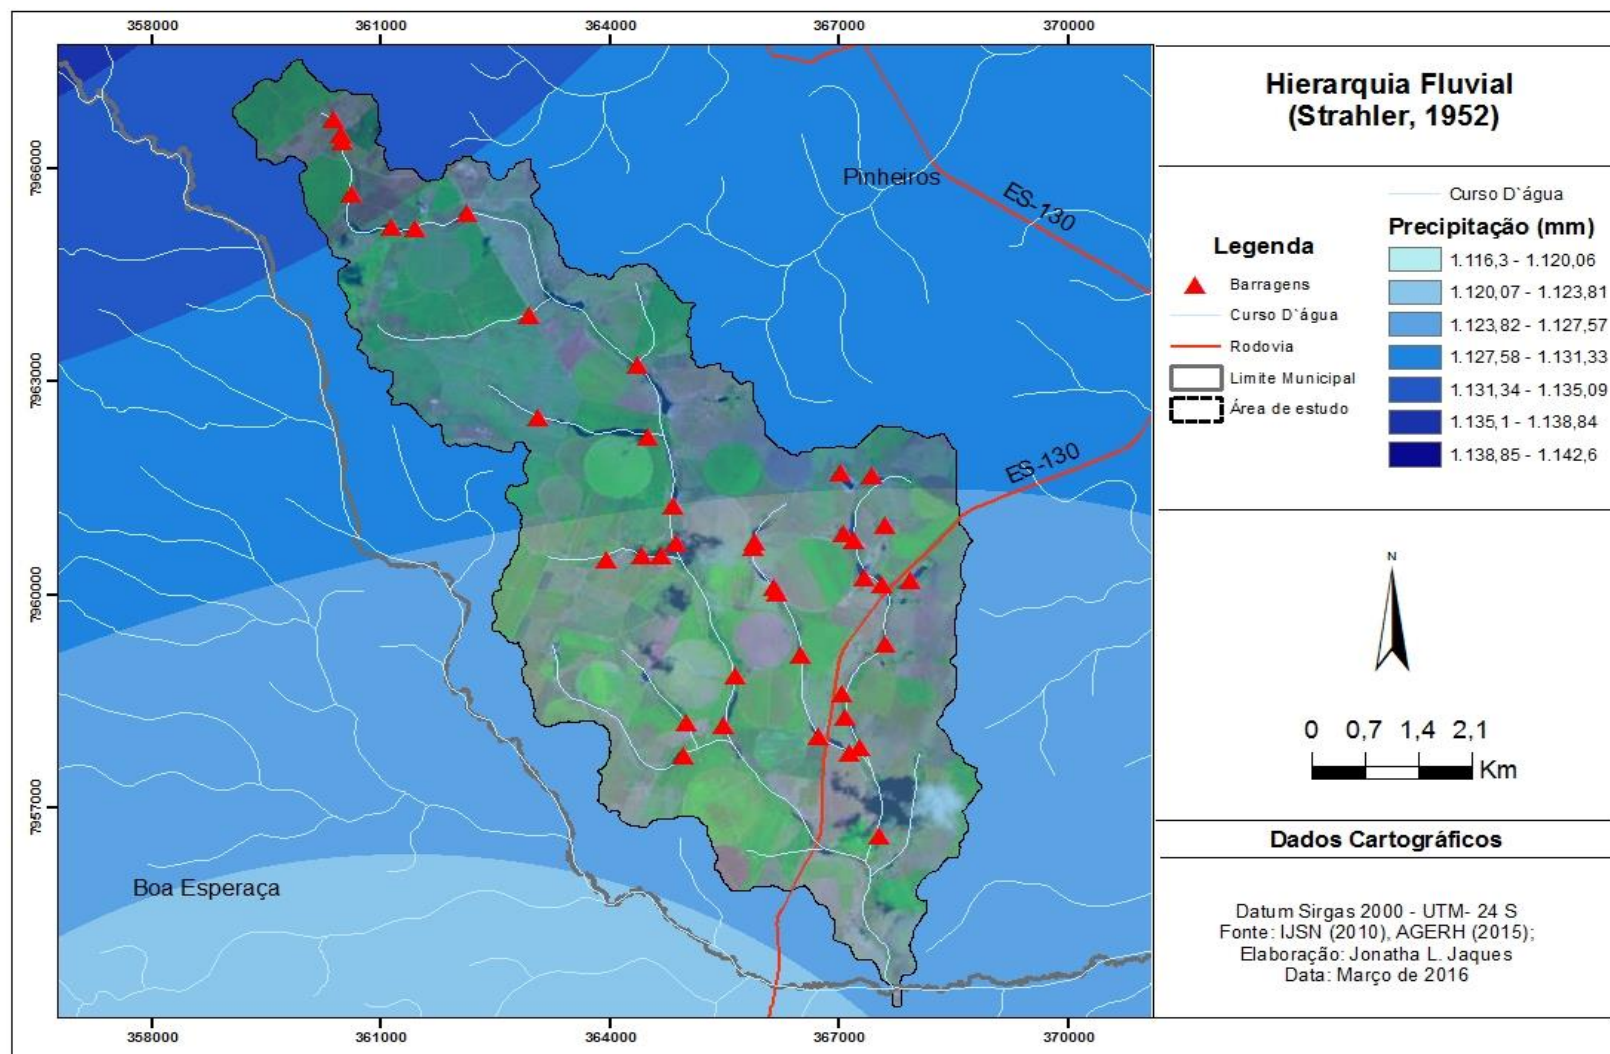 358000
361000
364000
367000
370000
Hierarquia Fluvial
(Strahler, 1952)
7966000
7963000
7960000
7957000
Pinheiros
ES-130
ES-130
Boa Esperaça
Legenda
Barragens
Curso D`água
Rodovia
Limite Municipal
Área de estudo
Curso D`água
Precipitação (mm)
1.116,3 - 1.120,06
1.120,07 - 1.123,81
1.123,82 - 1.127,57
1.127,58 - 1.131,33
1.131,34 - 1.135,09
1.135,1 - 1.138,84
1.138,85 - 1.142,6
N
0 0,7 1,4 2,1
Km
Dados Cartográficos
Datum Sirgas 2000 - UTM- 24 S
Fonte: IJSN (2010), AGERH (2015);
Elaboração: Jonatha L. Jaques
Data: Março de 2016
358000
361000
364000
367000
370000